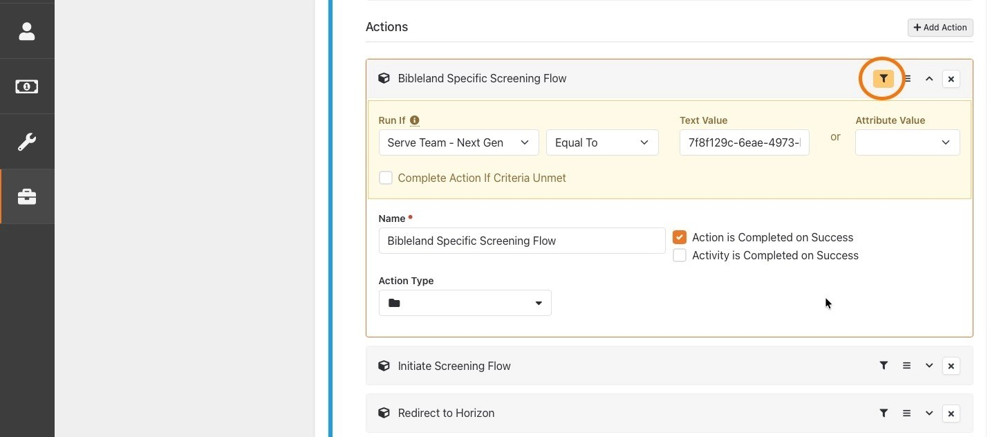 Actions
Add Action
Bibleland Specific Screening Flow
Run If
Text Value
Attribute Value
Serve Team - Next Gen
Equal To
7f8f129c-6eae-4973-
or
Complete Action If Criteria Unmet
Name
Bibleland Specific Screening Flow
Action is Completed on Success
Activity is Completed on Success
Action Type
Initiate Screening Flow
Redirect to Horizon